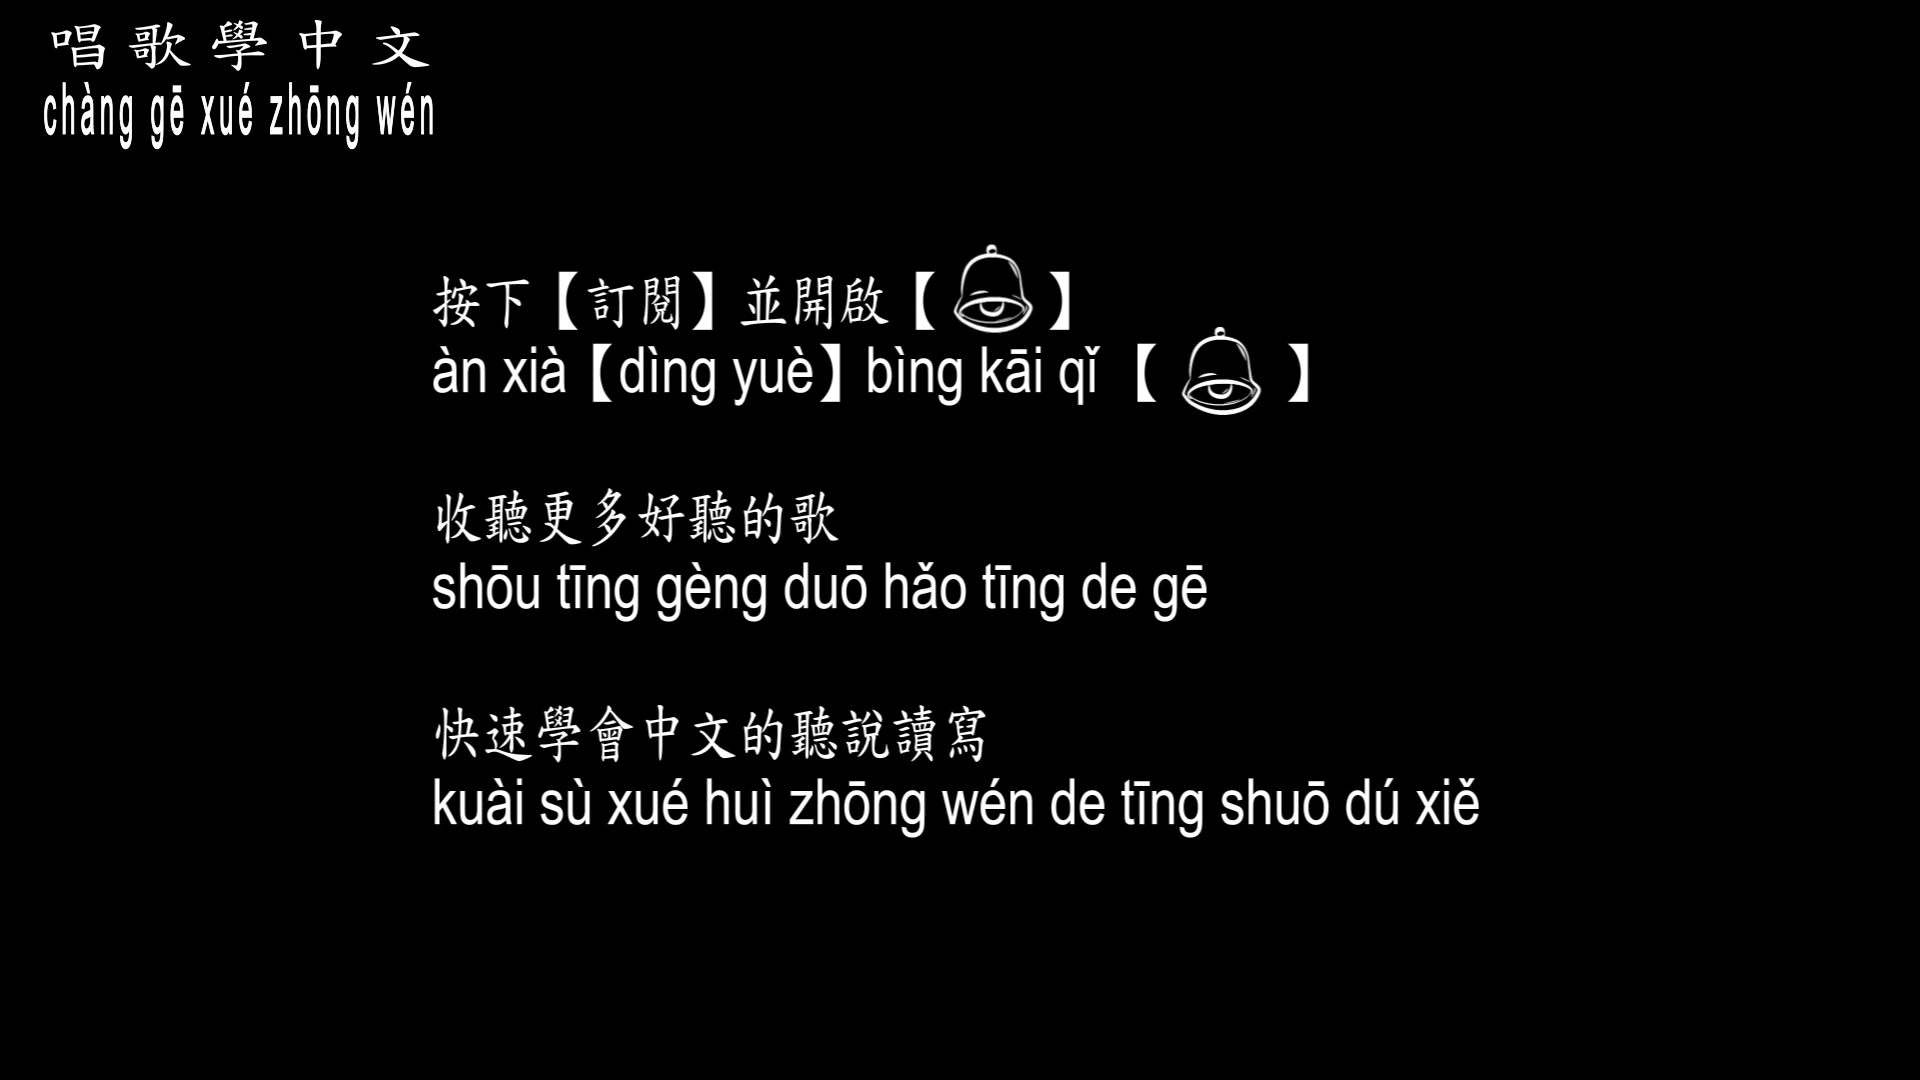 唱歌學中文
chàng gē xué zhōng wén
按下【訂閱】並開啟【】
àn xià【dìng yuè】bìng kāi qǐ 【】
收聽更多好聽的歌
shōu tīng gèng duō hǎo tīng de gē
快速學會中文的聽說讀寫
kuài sù xué huì zhōng wén de tīng shuō dú xiě